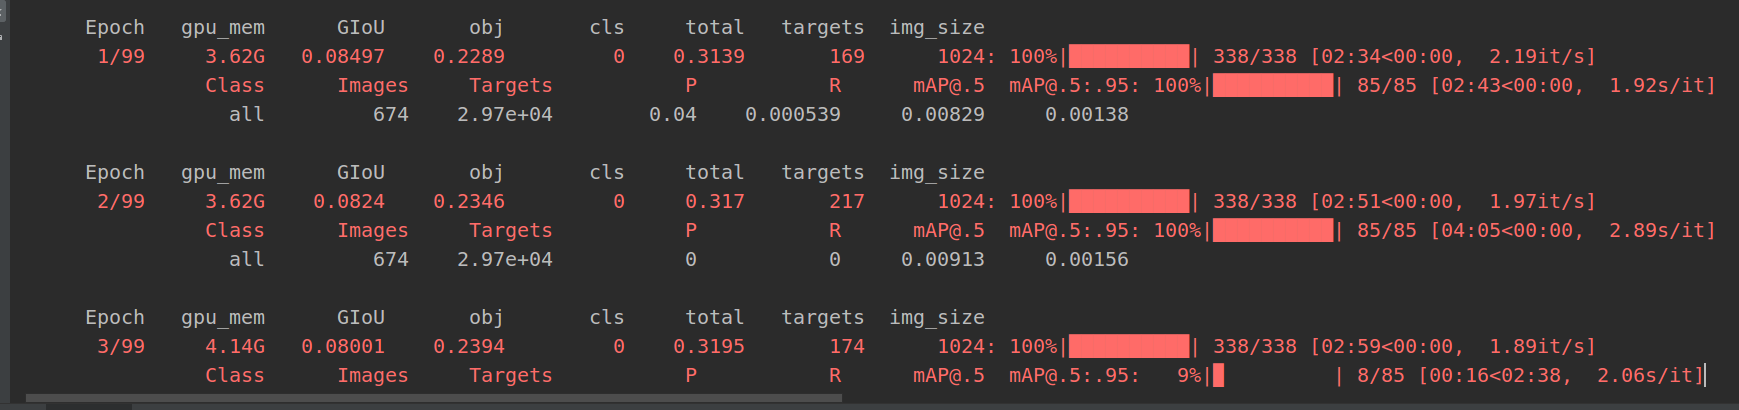 Epoch gpu_mem GIoU obj cls total targets img_size
1/99 3.62G 0.08497 0.2289 0 0.3139 169 1024: 100%|██████████| 338/338 [02:34<00:00, 2.19it/s]
Class Images Targets P R mAP@.5 mAP@.5:.95: 100%|██████████| 85/85 [02:43<00:00, 1.92s/it]
all 674 2.97e+04 0.04 0.000539 0.00829 0.00138
Epoch gpu_mem GIoU obj cls total targets img_size
2/99 3.62G 0.0824 0.2346 0 0.317 217 1024: 100%|██████████| 338/338 [02:51<00:00, 1.97it/s]
Class Images Targets P R mAP@.5 mAP@.5:.95: 100%|██████████| 85/85 [04:05<00:00, 2.89s/it]
all 674 2.97e+04 0 0 0.00913 0.00156
Epoch gpu_mem GIoU obj cls total targets img_size
3/99 4.14G 0.08001 0.2394 0 0.3195 174 1024: 100%|██████████| 338/338 [02:59<00:00, 1.89it/s]
Class Images Targets P R mAP@.5 mAP@.5:.95: 9%|█ | 8/85 [00:16<02:38, 2.06s/it]